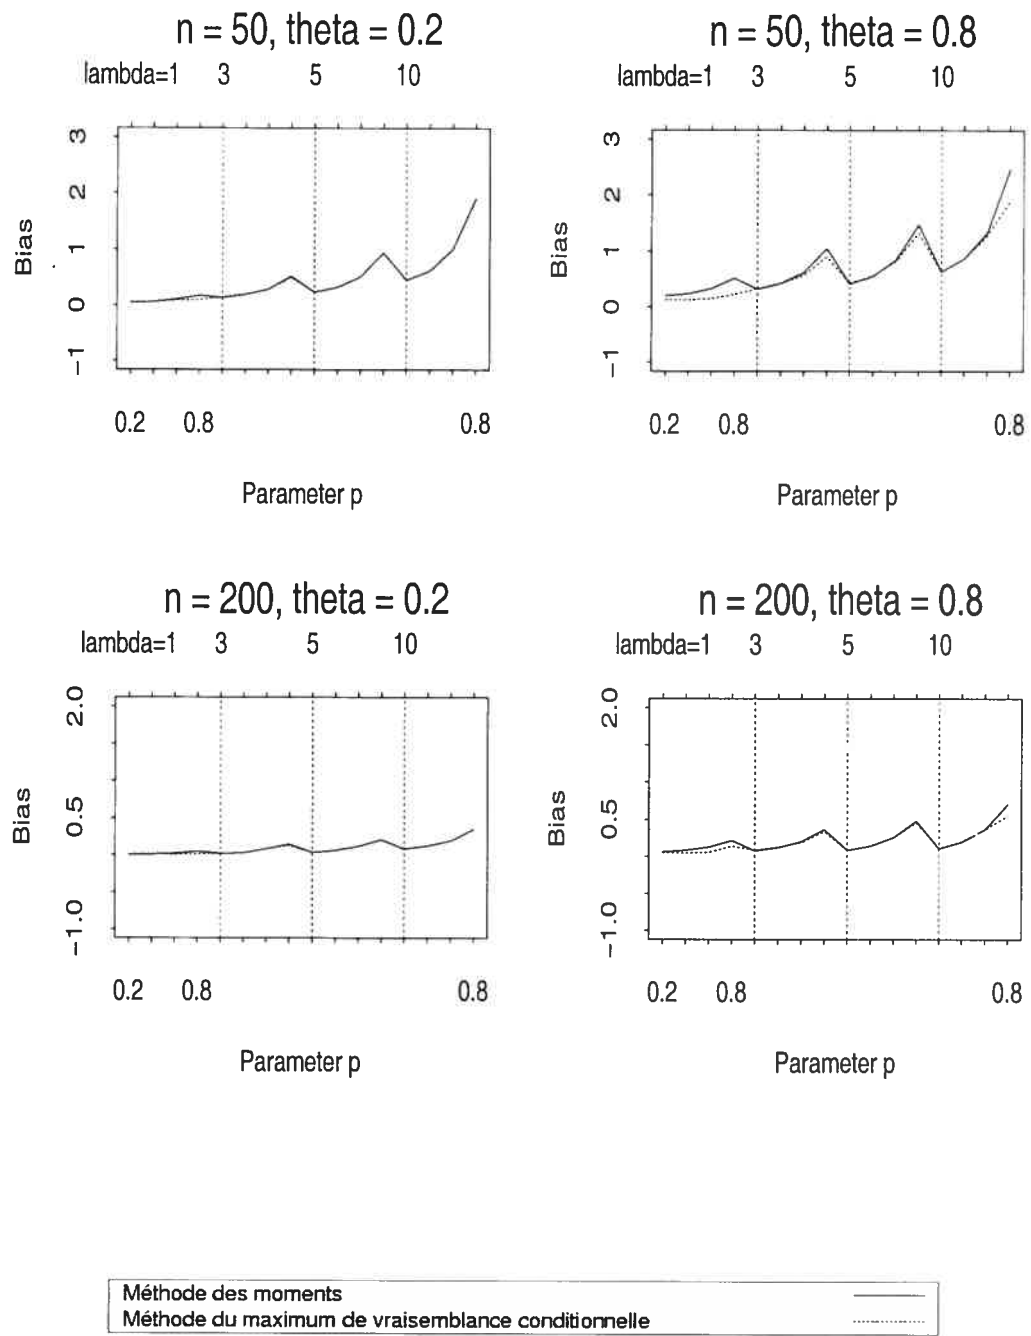 n = 50, theta = 0.2
lambda=1 3 5 10
3
2
1
0
-1
Bias
0.2 0.8 0.8
Parameter p
n = 50, theta = 0.8
lambda=1 3 5 10
3
2
1
0
-1
Bias
0.2 0.8 0.8
Parameter p
n = 200, theta = 0.2
lambda=1 3 5 10
2.0
0.5
-1.0
Bias
0.2 0.8 0.8
Parameter p
n = 200, theta = 0.8
lambda=1 3 5 10
2.0
0.5
-1.0
Bias
0.2 0.8 0.8
Parameter p
Méthode des moments
Méthode du maximum de vraisemblance conditionnelle